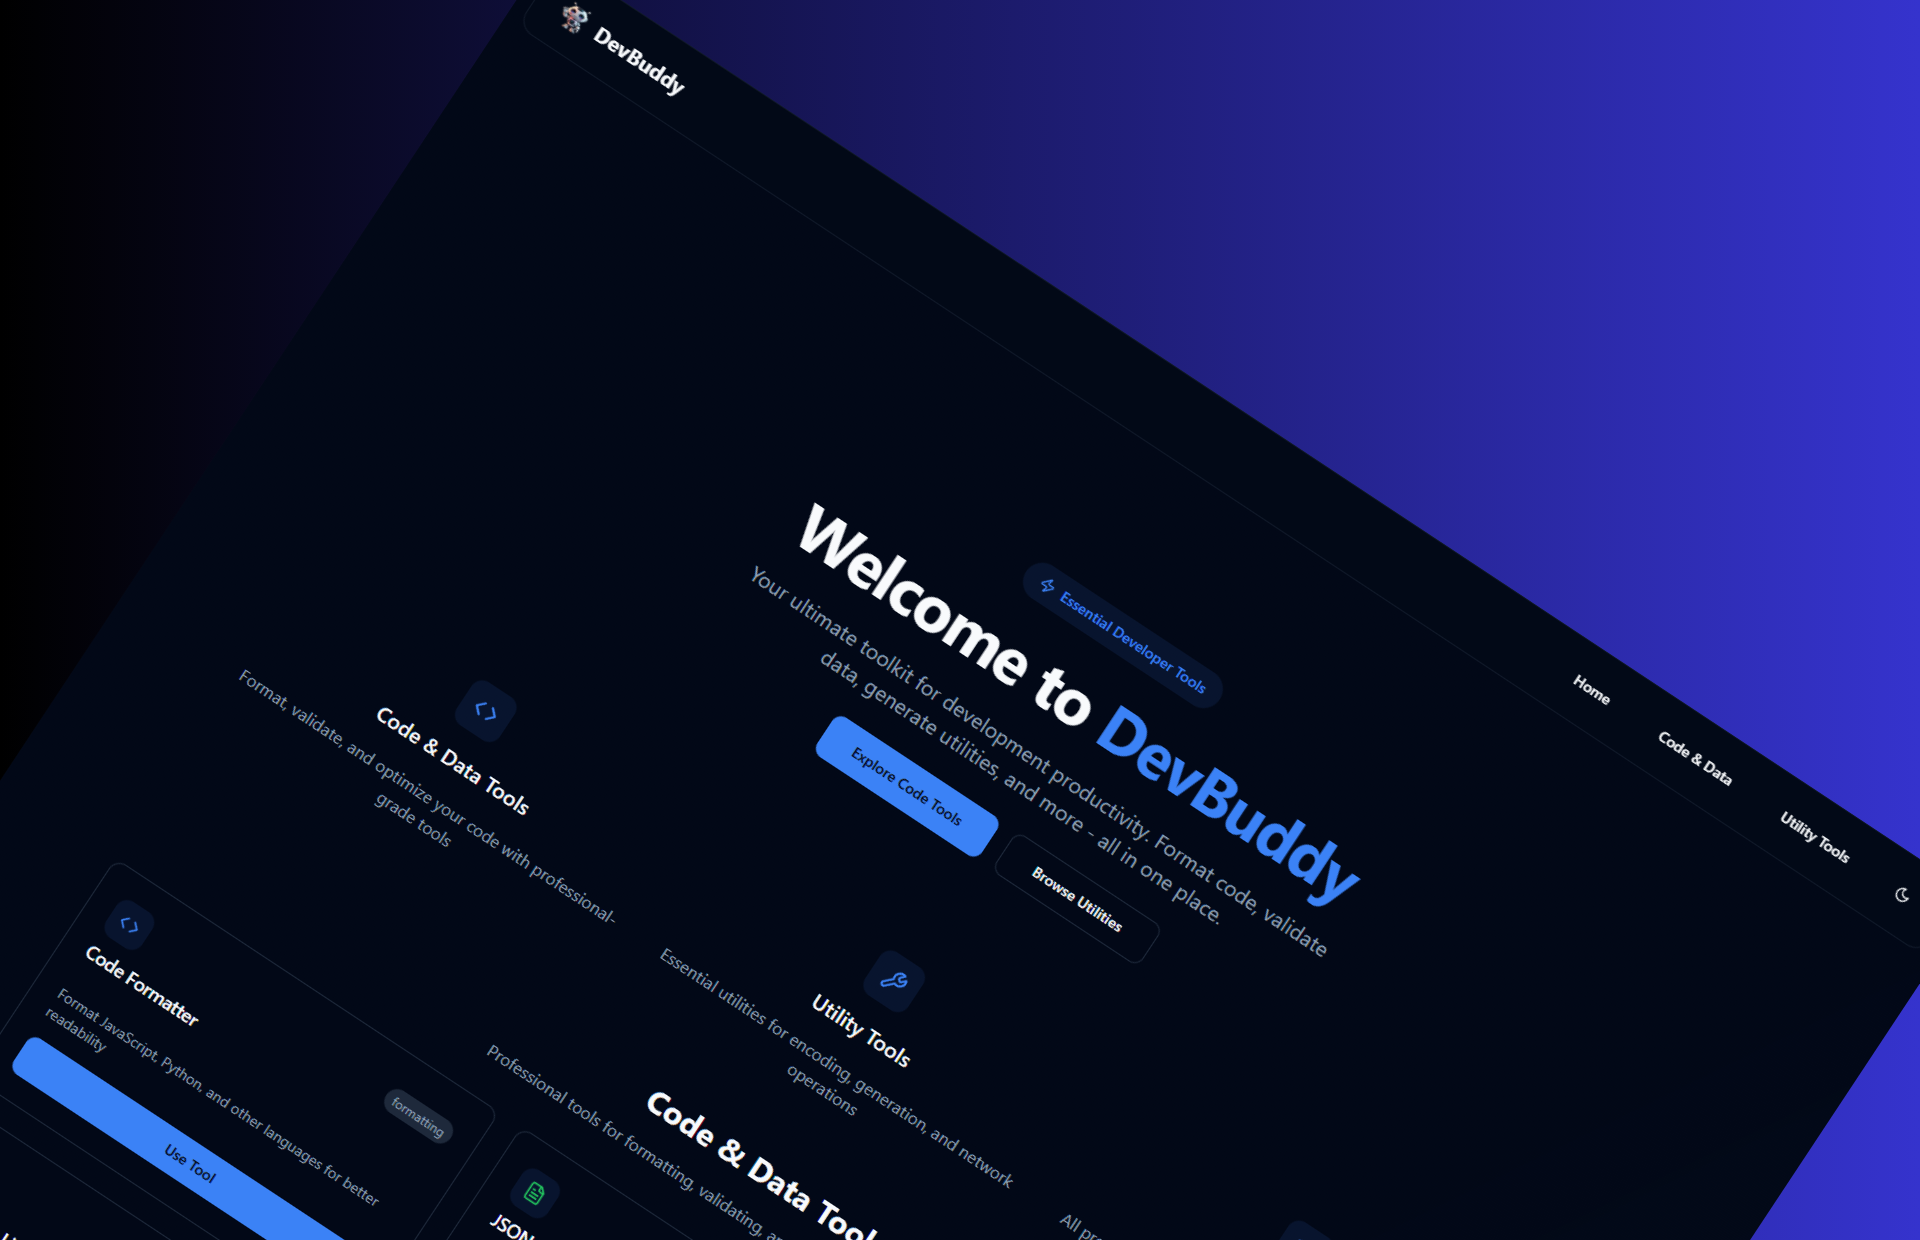 DevBuddy
Home
Code & Data
Utility Tools
Essential Developer Tools
Welcome to DevBuddy
Your ultimate toolkit for development productivity. Format code, validate
data, generate utilities, and more - all in one place.
Explore Code Tools
Browse Utilities
Code & Data Tools
Format, validate, and optimize your code with professional-
grade tools
Utility Tools
Essential utilities for encoding, generation, and network
operations
All
Code & Data Tool
Professional tools for formatting, validating,
Code Formatter
formatting
Format JavaScript, Python, and other languages for better
readability
Use Tool
JSON